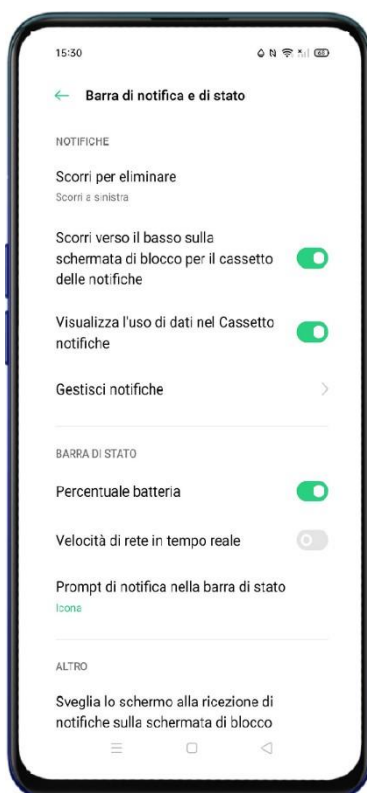 15:30
Barra di notifica e di stato
NOTIFICHE
Scorri per eliminare
Scorri a sinistra
Scorri verso il basso sulla
schermata di blocco per il cassetto
delle notifiche
Visualizza l'uso di dati nel Cassetto
notifiche
Gestisci notifiche
BARRA DI STATO
Percentuale batteria
Velocità di rete in tempo reale
Prompt di notifica nella barra di stato
Icona
ALTRO
Sveglia lo schermo alla ricezione di
notifiche sulla schermata di blocco